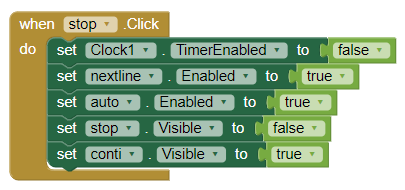 when stop .Click
do set Clock1 . TimerEnabled to false
set nextline . Enabled to true
set auto . Enabled to true
set stop . Visible to false
set conti . Visible to true